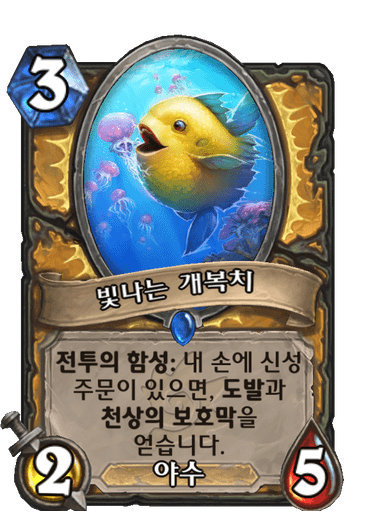 3
빛나는 개복치
전투의 함성: 내 손에 신성
주문이 있으면, 도발과
천상의 보호막을
얻습니다.
야수
2
5